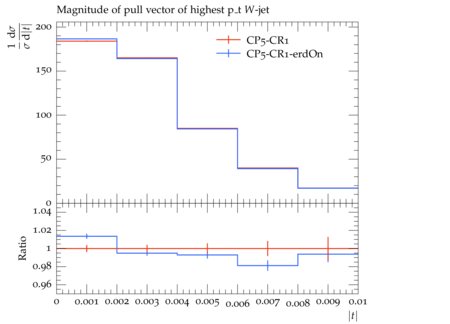 Magnitude of pull vector of highest p_t W-jet
1/σ dσ/d|t|
CP5-CR1
CP5-CR1-erdOn
200
150
100
50
0
Ratio
1.04
1.02
1
0.98
0.96
0 0.001 0.002 0.003 0.004 0.005 0.006 0.007 0.008 0.009 0.01
|t|